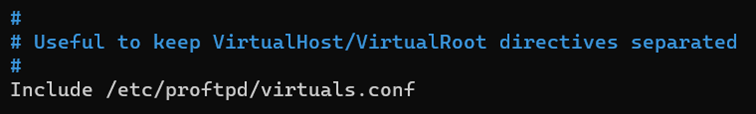 #
# Useful to keep VirtualHost/VirtualRoot directives separated
#
Include /etc/proftpd/virtuals.conf